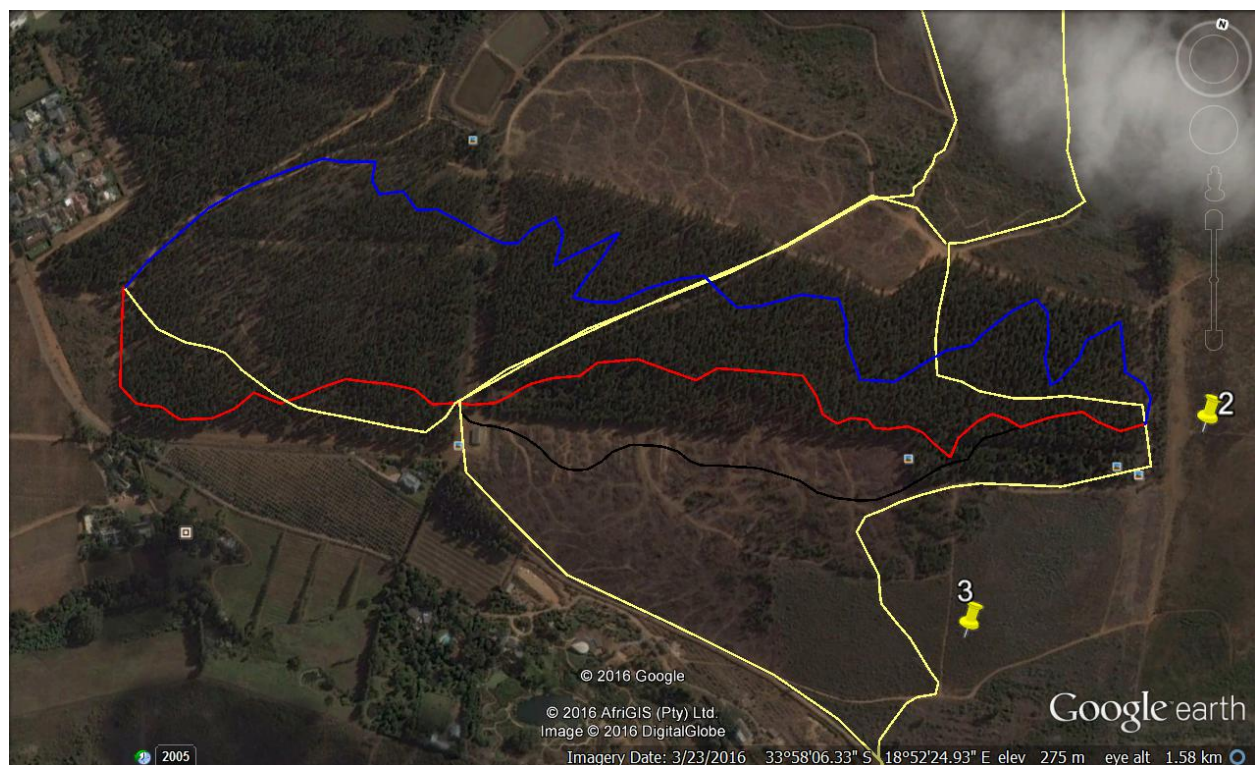 N
2
3
© 2016 Google
© 2016 AfriGIS (Pty) Ltd.
Image © 2016 DigitalGlobe
Google earth
2005
Imagery Date: 3/23/2016 33°58'06.33" S 18°52'24.93" E elev 275 m eye alt 1.58 km